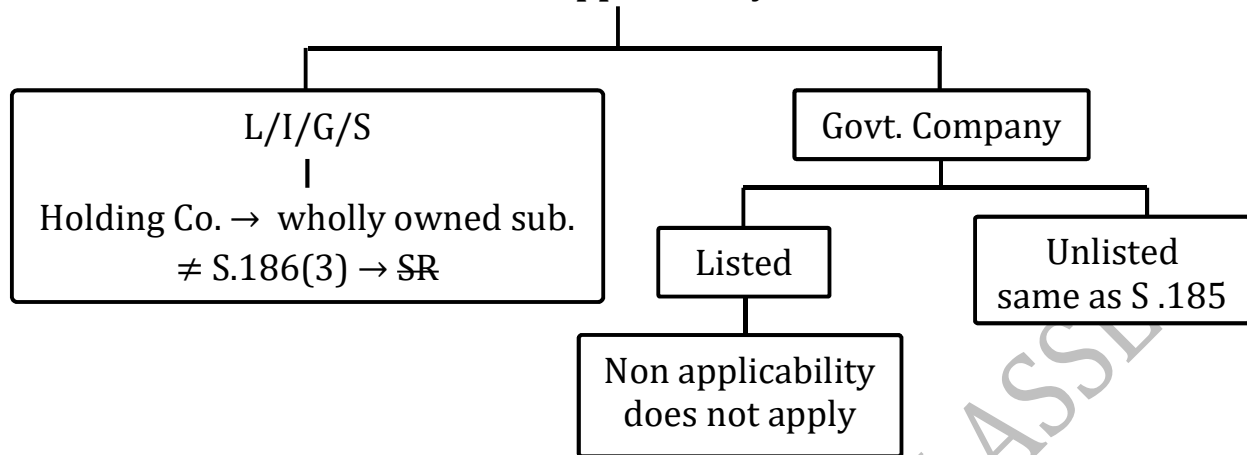 L/I/G/S
Holding Co. → wholly owned sub.
≠ S.186(3) → SR
Govt. Company
Listed
Unlisted
same as S .185
Non applicability
does not apply